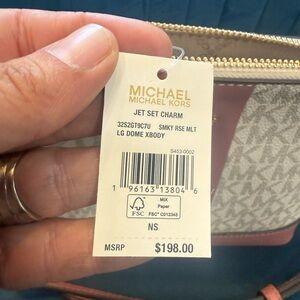 MICHAEL
MICHAEL KORS
JET SET CHARM
32S2GT9C7U SMKY RSE MLT
LG DOME XBODY
S453-0002
1 96163 13804 6
FSC
MIX
Paper
FSC® C012345
NS
MSRP $198.00